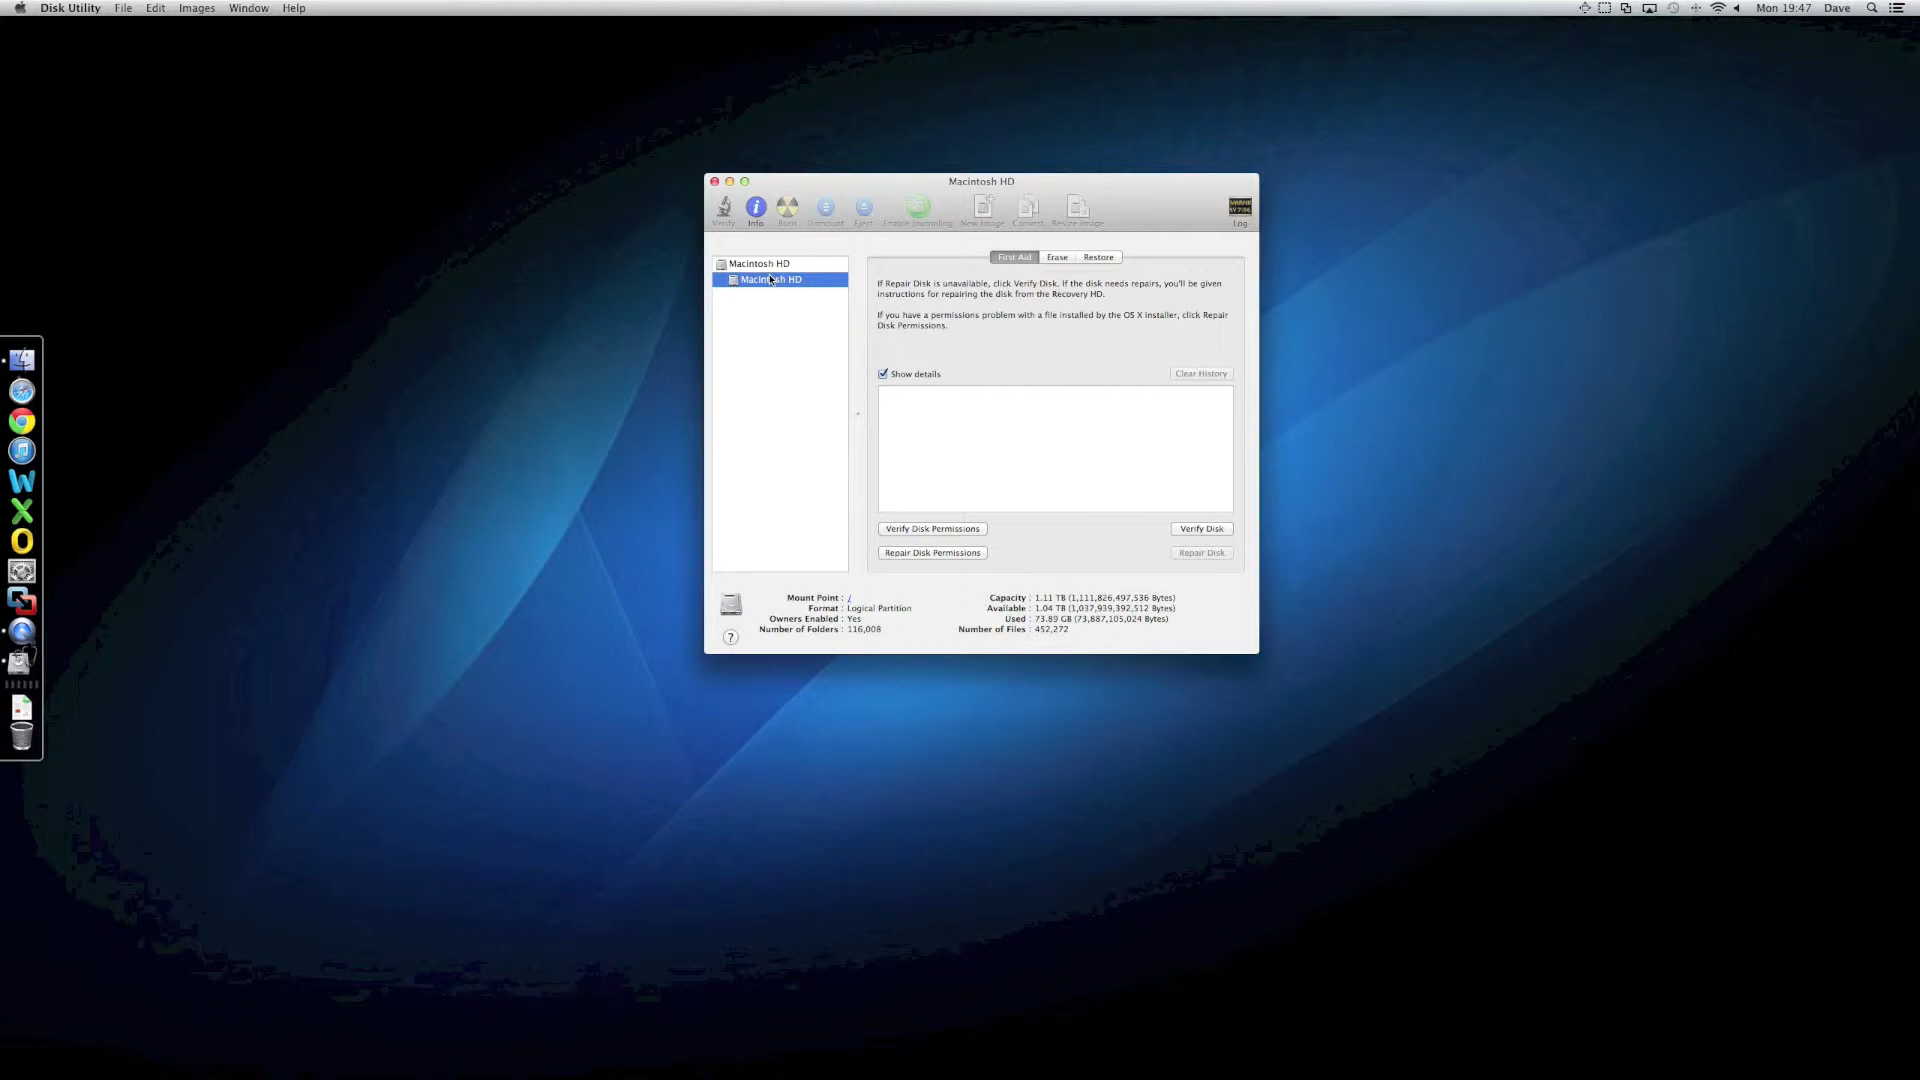 Disk Utility File Edit Images Window Help Mon 19:47 Dave
Macintosh HD
Verify Info Burn Unmount Eject Enable Journaling New Image Convert Resize Image Log
Macintosh HD
Macintosh HD
First Aid Erase Restore
If Repair Disk is unavailable, click Verify Disk. If the disk needs repairs, you'll be given
instructions for repairing the disk from the Recovery HD.
If you have a permissions problem with a file installed by the OS X installer, click Repair
Disk Permissions.
Show details Clear History
Verify Disk Permissions Verify Disk
Repair Disk Permissions Repair Disk
Mount Point : / Capacity : 1.11 TB (1,111,826,497,536 Bytes)
Format : Logical Partition Available : 1.04 TB (1,037,939,392,512 Bytes)
Owners Enabled : Yes Used : 73.89 GB (73,887,105,024 Bytes)
Number of Folders : 116,008 Number of Files : 452,272
?